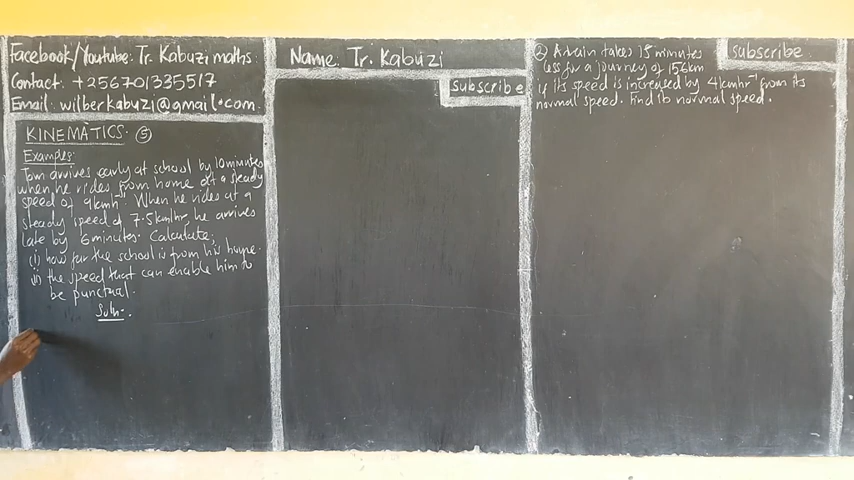 Facebook/Youtube: Tr. Kabuzi maths.
Contact: +256701335517
Email: wilberkabuzi@gmail.com.
KINEMATICS. ⑤
Examples:
Tom arrives early at school by 10minutes
when he rides from home at a steady
speed of 9kmh⁻¹. When he rides at a
steady speed of 7.5km/hr, he arrives
late by 6minutes. Calculate;
(i) how far the school is from his home.
(ii) the speed that can enable him to
be punctual.
Soln.
Name: Tr. Kabuzi
subscribe
② A train takes 15 minutes
less for a journey of 156km
if its speed is increased by 4kmhr⁻¹ from its
normal speed. Find its normal speed.
subscribe